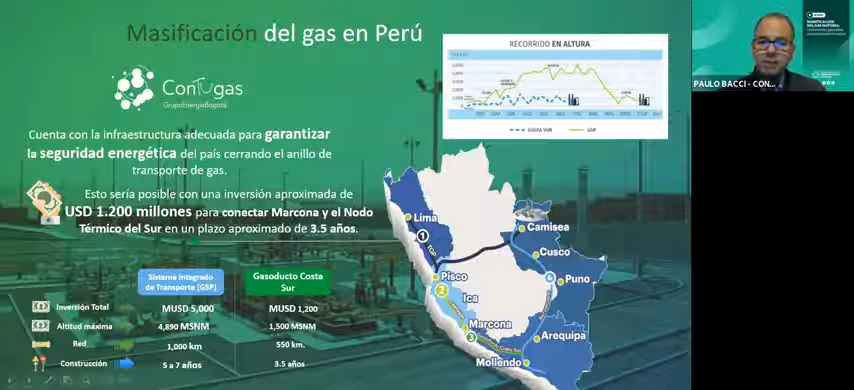 Masificación del gas en Perú
ConTugas
GrupoEnergíaBogotá
Cuenta con la infraestructura adecuada para garantizar
la seguridad energética del país cerrando el anillo de
transporte de gas.
Esto sería posible con una inversión aproximada de
USD 1.200 millones para conectar Marcona y el Nodo
Térmico del Sur en un plazo aproximado de 3.5 años.
Sistema Integrado
de Transporte (GSP)
Gasoducto Costa
Sur
Inversión Total
MUSD 5,000
MUSD 1,200
Altitud máxima
4,890 MSNM
1,500 MSNM
Red
1,000 km
550 km.
Construcción
5 a 7 años
3.5 años
RECORRIDO EN ALTURA
COSTA SUR
GSP
Lima
1
TGP
Camisea
Cusco
Pisco
2
Ica
4
Puno
Marcona
3
Arequipa
Mollendo
PAULO BACCI - CON...